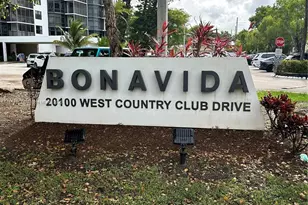 BONAVIDA
20100 WEST COUNTRY CLUB DRIVE